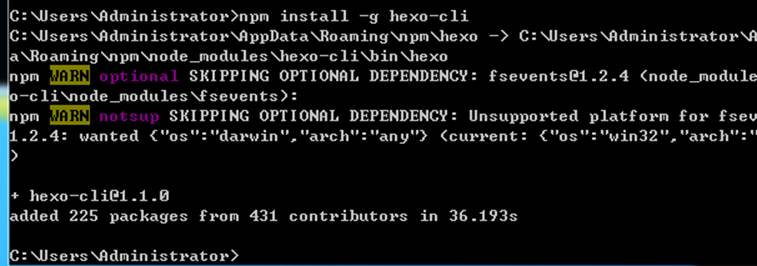 C:\Users\Administrator>npm install -g hexo-cli
C:\Users\Administrator\AppData\Roaming\npm\hexo -> C:\Users\Administrator\A
a\Roaming\npm\node_modules\hexo-cli\bin\hexo
npm WARN optional SKIPPING OPTIONAL DEPENDENCY: fsevents@1.2.4 (node_module
o-cli\node_modules\fsevents):
npm WARN notsup SKIPPING OPTIONAL DEPENDENCY: Unsupported platform for fsev
1.2.4: wanted {"os":"darwin","arch":"any"} (current: {"os":"win32","arch":"
)
+ hexo-cli@1.1.0
added 225 packages from 431 contributors in 36.193s
C:\Users\Administrator>